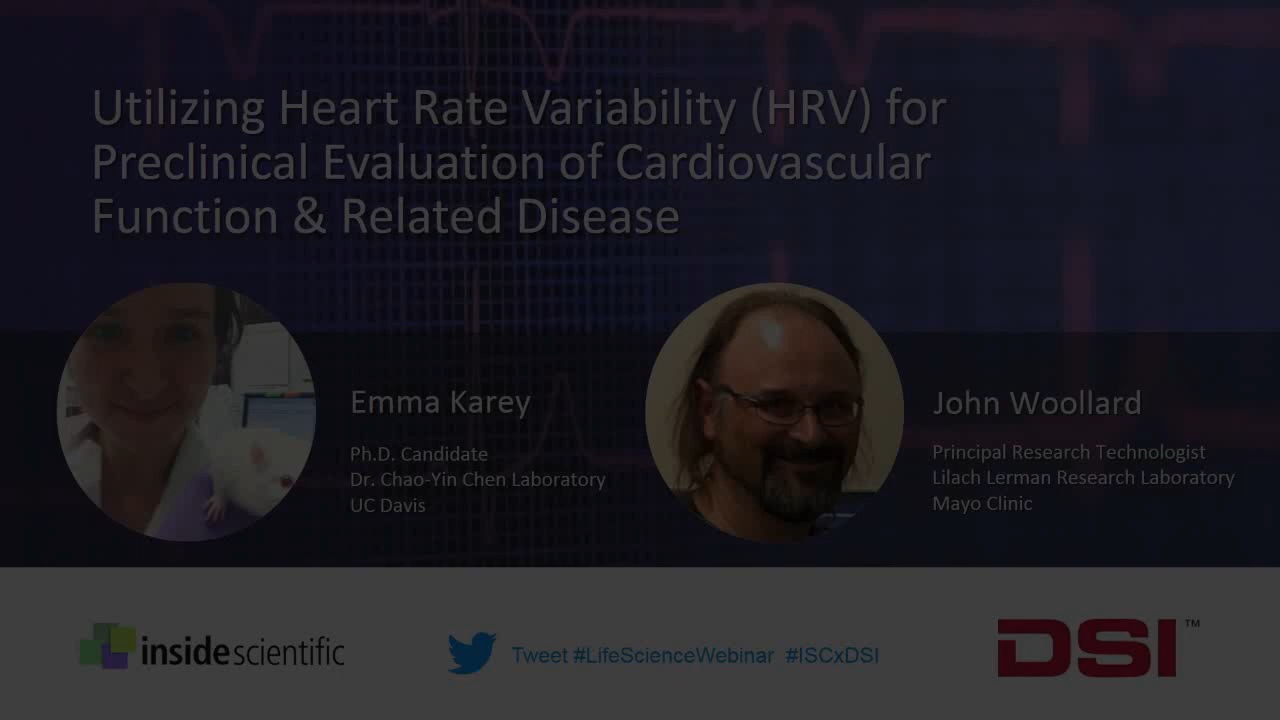 Utilizing Heart Rate Variability (HRV) for
Preclinical Evaluation of Cardiovascular
Function & Related Disease
Emma Karey
Ph.D. Candidate
Dr. Chao-Yin Chen Laboratory
UC Davis
John Woollard
Principal Research Technologist
Lilach Lerman Research Laboratory
Mayo Clinic
insidescientific
Tweet #LifeScienceWebinar #ISCxDSI
DSI™